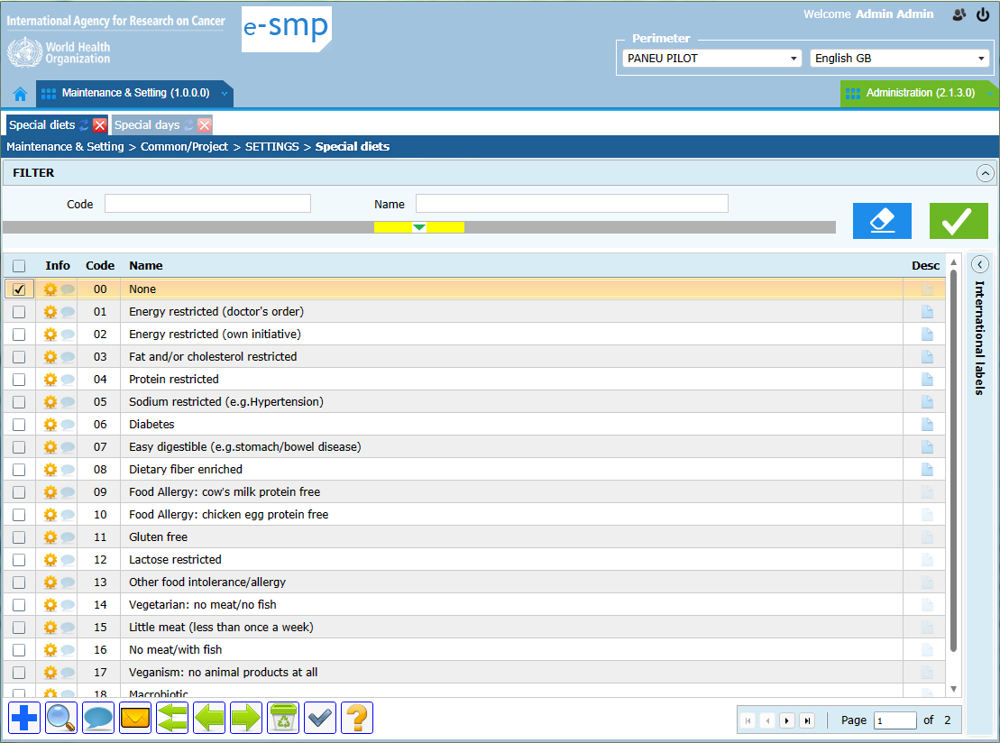 International Agency for Research on Cancer
World Health
Organization
e-smp
Welcome Admin Admin
Perimeter
PANEU PILOT
English GB
Maintenance & Setting (1.0.0.0)
Administration (2.1.3.0)
Special diets
Special days
Maintenance & Setting > Common/Project > SETTINGS > Special diets
FILTER
Code
Name
Info Code Name Desc
00 None
01 Energy restricted (doctor's order)
02 Energy restricted (own initiative)
03 Fat and/or cholesterol restricted
04 Protein restricted
05 Sodium restricted (e.g.Hypertension)
06 Diabetes
07 Easy digestible (e.g.stomach/bowel disease)
08 Dietary fiber enriched
09 Food Allergy: cow's milk protein free
10 Food Allergy: chicken egg protein free
11 Gluten free
12 Lactose restricted
13 Other food intolerance/allergy
14 Vegetarian: no meat/no fish
15 Little meat (less than once a week)
16 No meat/with fish
17 Veganism: no animal products at all
18 Macrobiotic
International labels
Page 1 of 2